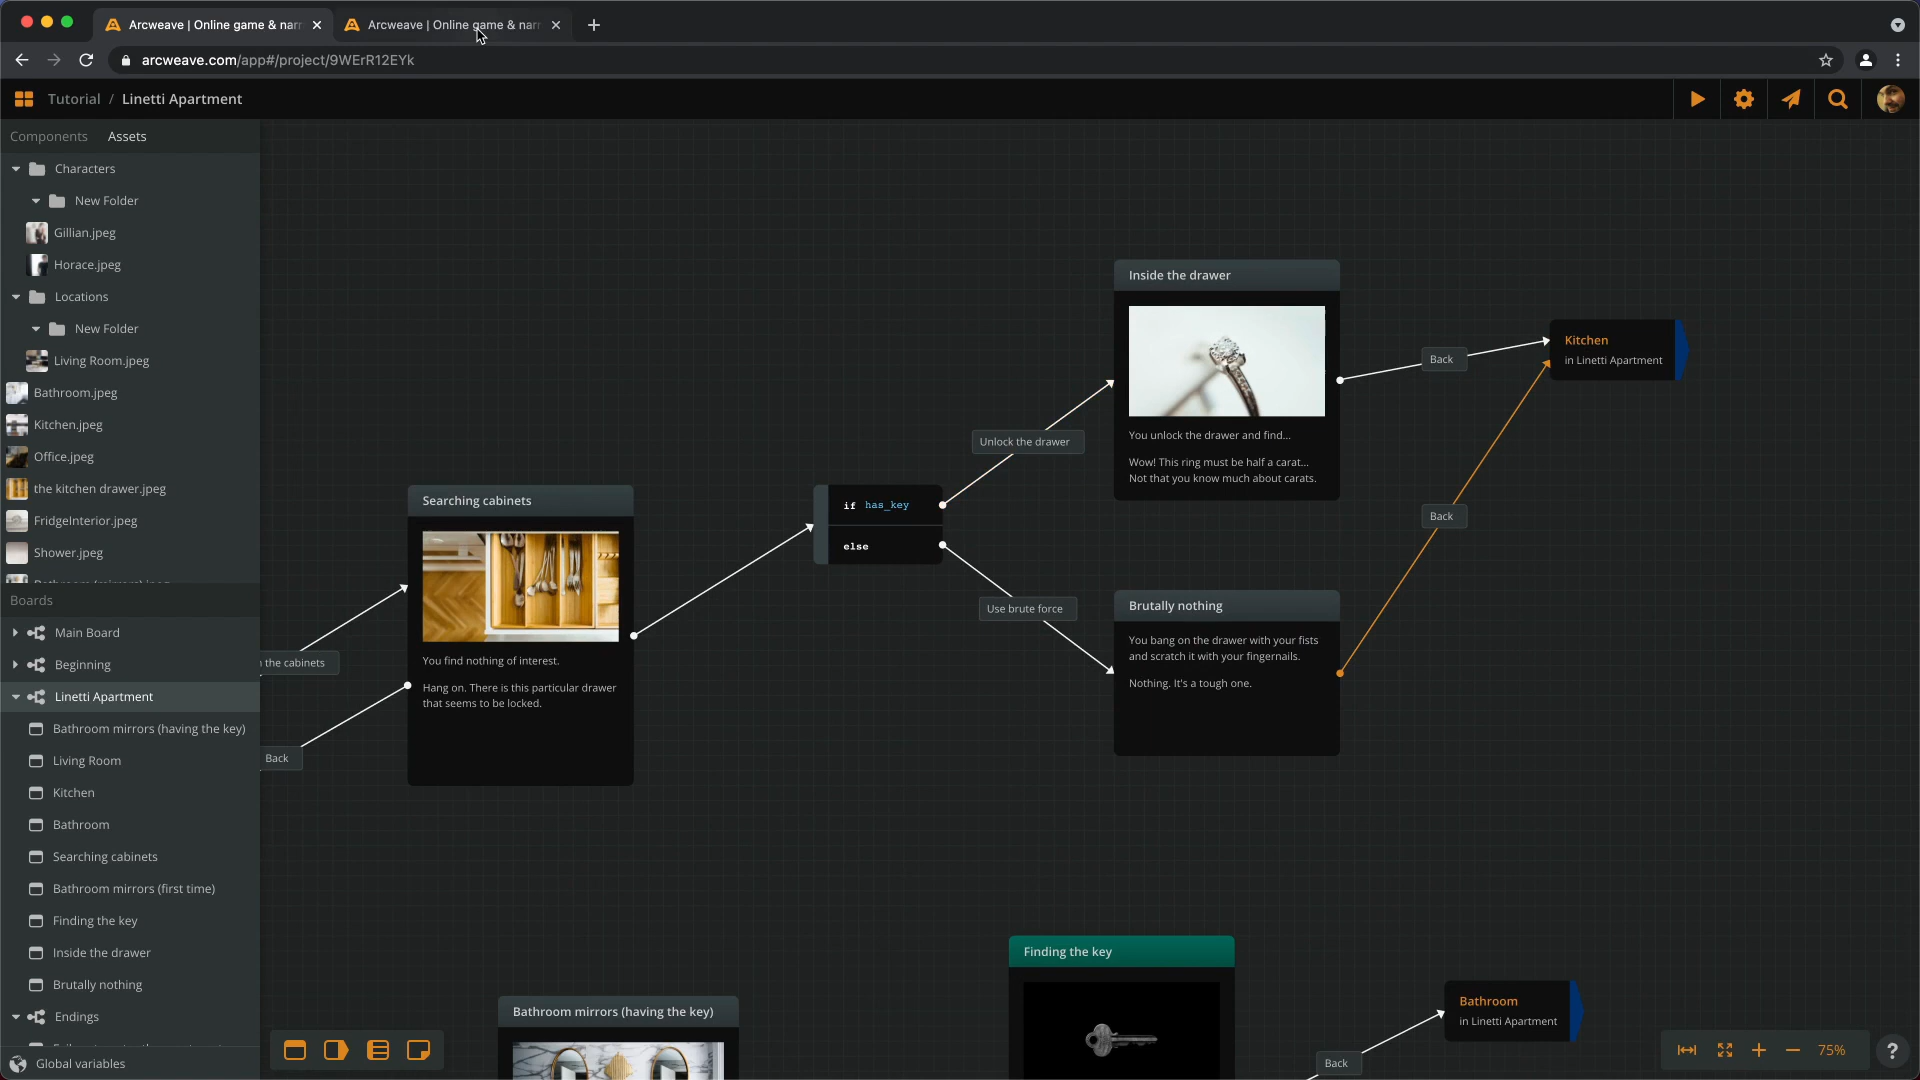 Arcweave | Online game & narr
Arcweave | Online game & narr
arcweave.com/app#/project/9WErR12EYk
Tutorial / Linetti Apartment
Components Assets
Characters
New Folder
Gillian.jpeg
Horace.jpeg
Locations
New Folder
Living Room.jpeg
Bathroom.jpeg
Kitchen.jpeg
Office.jpeg
the kitchen drawer.jpeg
FridgeInterior.jpeg
Shower.jpeg
Boards
Main Board
Beginning
Linetti Apartment
Bathroom mirrors (having the key)
Living Room
Kitchen
Bathroom
Searching cabinets
Bathroom mirrors (first time)
Finding the key
Inside the drawer
Brutally nothing
Endings
Global variables
the cabinets
Back
Searching cabinets
You find nothing of interest.
Hang on. There is this particular drawer
that seems to be locked.
if has_key
else
Unlock the drawer
Use brute force
Inside the drawer
You unlock the drawer and find...
Wow! This ring must be half a carat...
Not that you know much about carats.
Back
Kitchen
in Linetti Apartment
Back
Brutally nothing
You bang on the drawer with your fists
and scratch it with your fingernails.
Nothing. It's a tough one.
Bathroom mirrors (having the key)
Finding the key
Back
Bathroom
in Linetti Apartment
75%
?